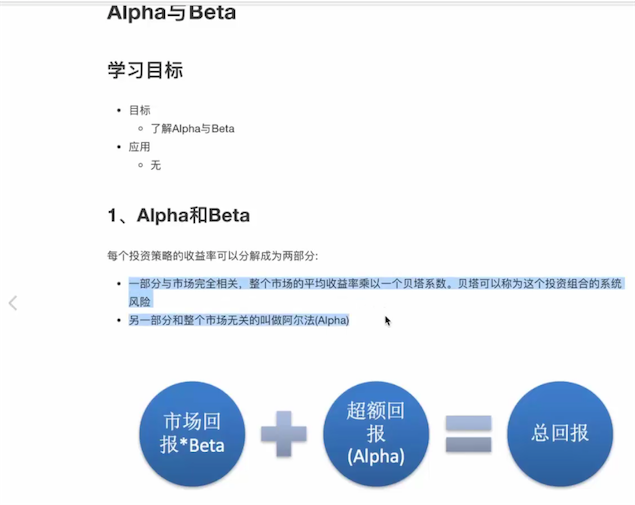 Alpha与Beta
学习目标
目标
了解Alpha与Beta
应用
无
1、Alpha和Beta
每个投资策略的收益率可以分解成为两部分:
一部分与市场完全相关，整个市场的平均收益率乘以一个贝塔系数。贝塔可以称为这个投资组合的系统
风险
另一部分和整个市场无关的叫做阿尔法(Alpha)
市场回
报*Beta
超额回
报
(Alpha)
总回报